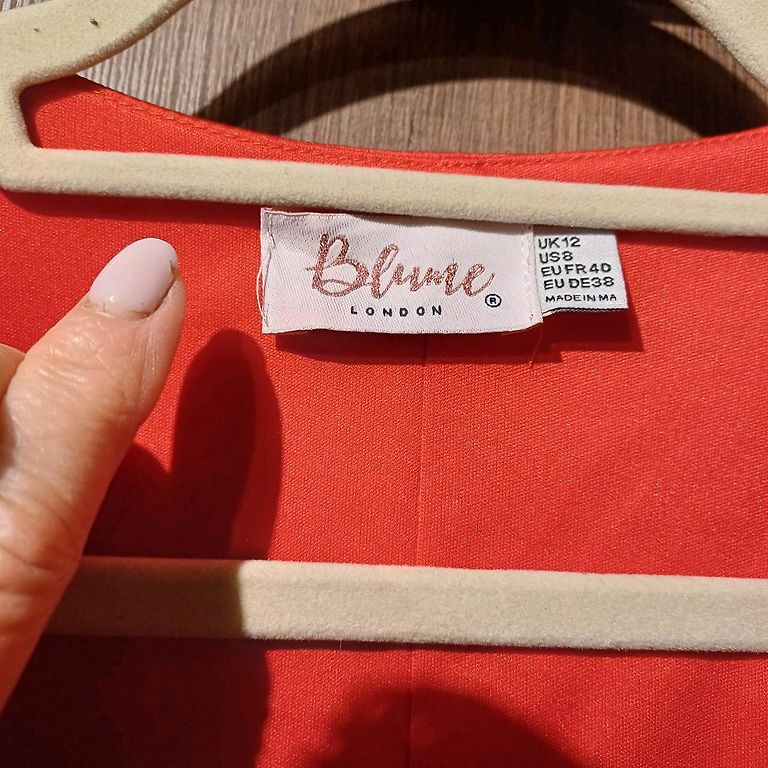 Blume
LONDON
®
UK12
US8
EU FR40
EU DE38
MADE IN MA